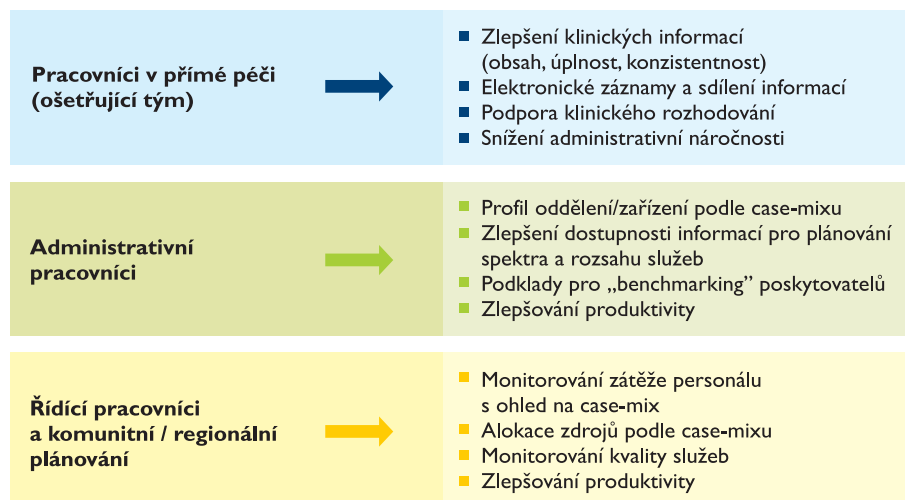 Pracovníci v přímé péči
(ošetřující tým)
Zlepšení klinických informací
(obsah, úplnost, konzistentnost)
Elektronické záznamy a sdílení informací
Podpora klinického rozhodování
Snížení administrativní náročnosti
Administrativní
pracovníci
Profil oddělení/zařízení podle case-mixu
Zlepšení dostupnosti informací pro plánování
spektra a rozsahu služeb
Podklady pro „benchmarking” poskytovatelů
Zlepšování produktivity
Řídící pracovníci
a komunitní / regionální
plánování
Monitorování zátěže personálu
s ohled na case-mix
Alokace zdrojů podle case-mixu
Monitorování kvality služeb
Zlepšování produktivity